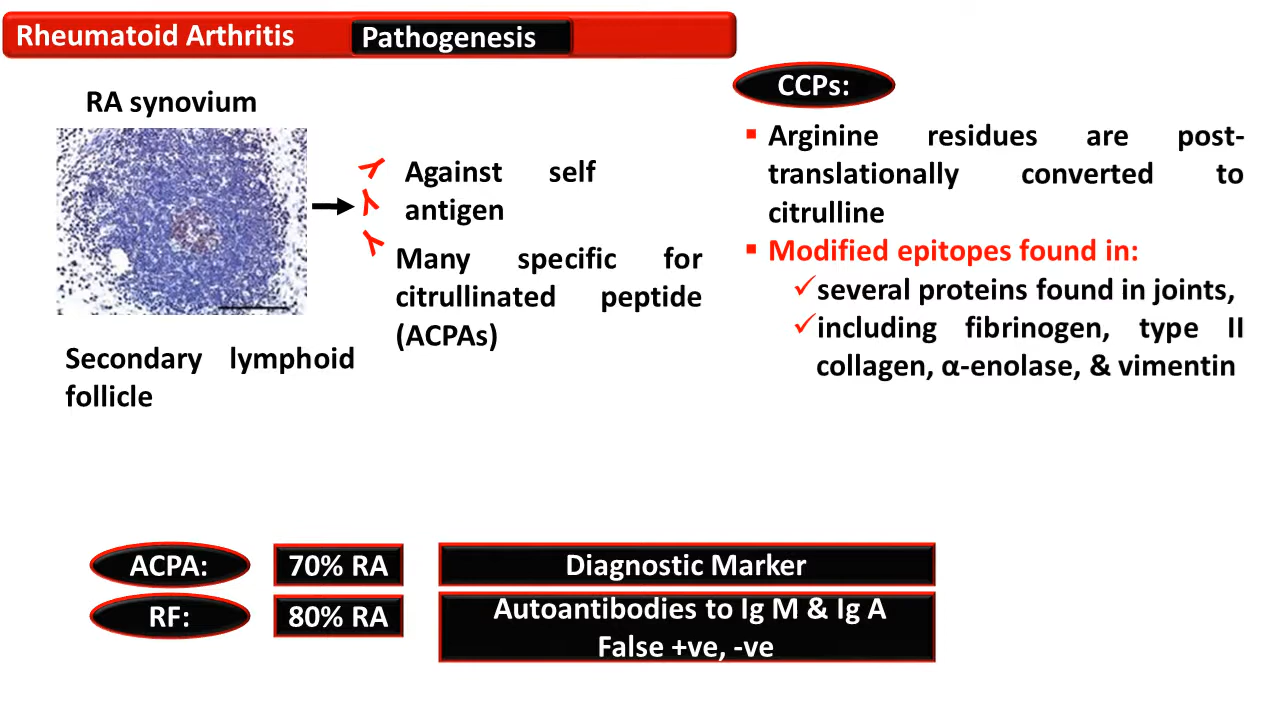 Rheumatoid Arthritis Pathogenesis
RA synovium
Against self
antigen
Many specific for
citrullinated peptide
(ACPAs)
Secondary lymphoid
follicle
CCPs:
▪ Arginine residues are post-
translationally converted to
citrulline
▪ Modified epitopes found in:
✓several proteins found in joints,
✓including fibrinogen, type II
collagen, α-enolase, & vimentin
ACPA: 70% RA Diagnostic Marker
RF: 80% RA Autoantibodies to Ig M & Ig A
False +ve, -ve